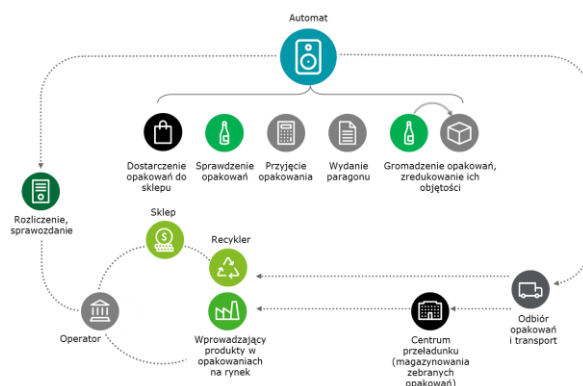 Automat
Dostarczenie
opakowań do
sklepu
Sprawdzenie
opakowań
Przyjęcie
opakowania
Wydanie
paragonu
Gromadzenie opakowań,
zredukowanie ich
objętości
Rozliczenie,
sprawozdanie
Sklep
Recykler
Operator
Wprowadzający
produkty w
opakowaniach
na rynek
Centrum
przeładunku
(magazynowania
zebranych
opakowań)
Odbiór
opakowań
i transport